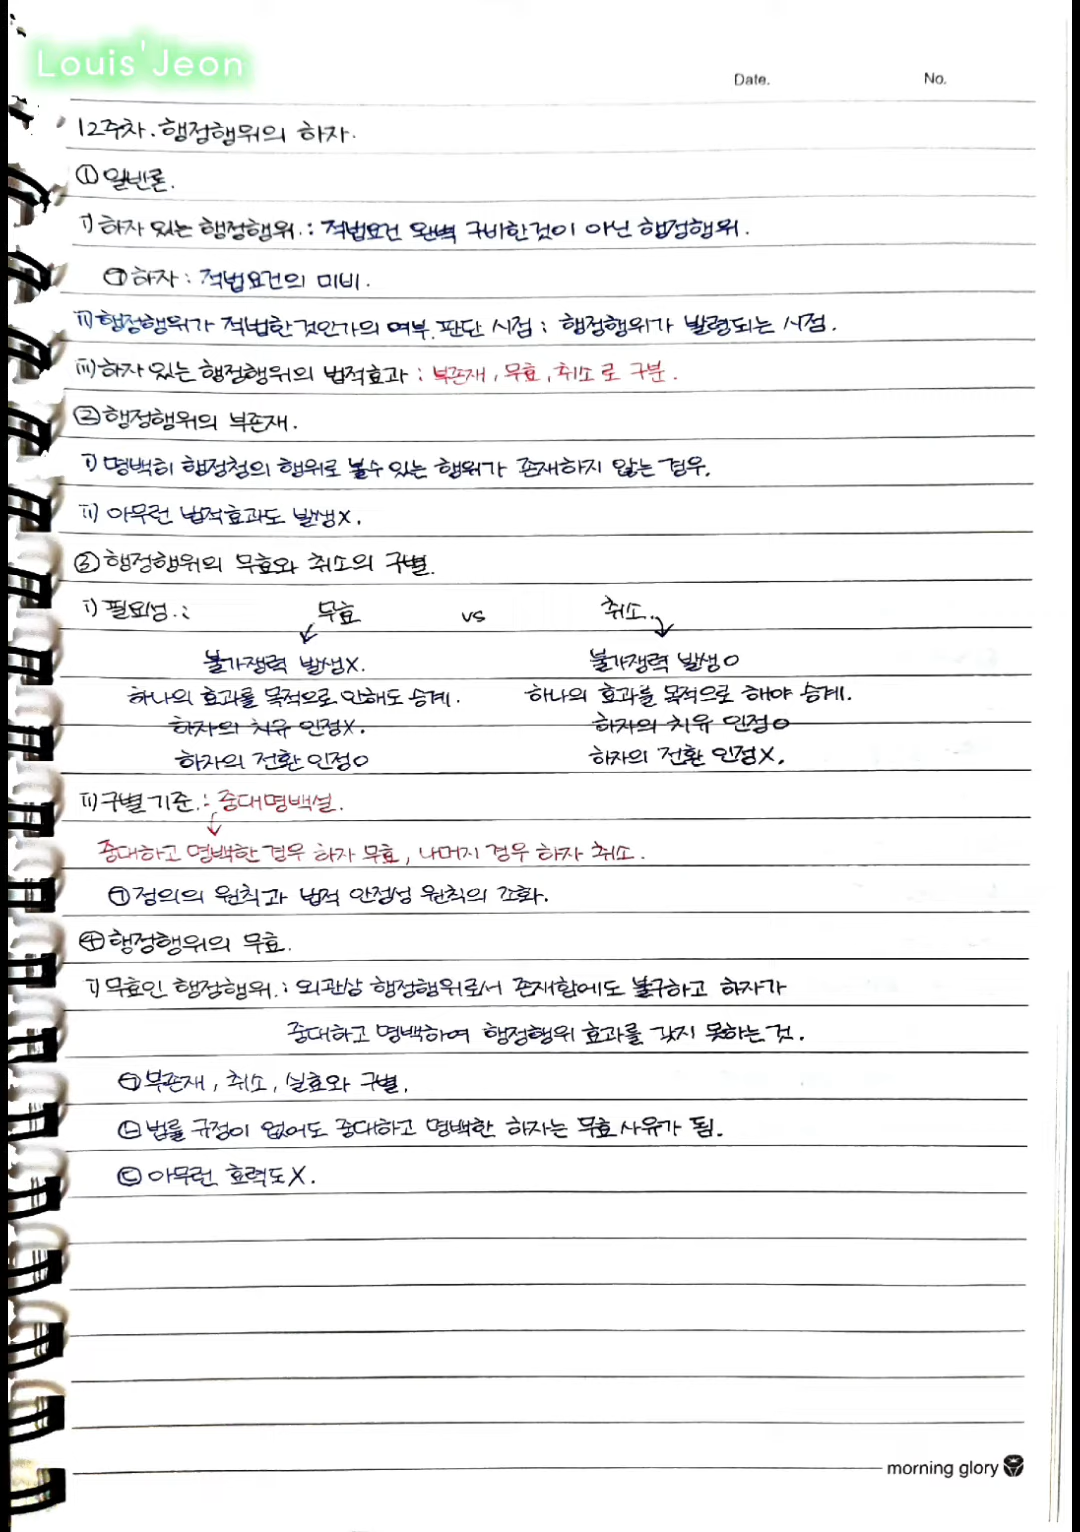 Louis'Jeon
Date. No.
12주차. 행정행위의 하자.
① 일반론.
i) 하자 있는 행정행위. : 적법요건 완벽 구비한것이 아닌 행정행위.
㉠ 하자 : 적법요건의 미비.
ii) 행정행위가 적법한것인가의 여부 판단 시점 : 행정행위가 발령되는 시점.
iii) 하자 있는 행정행위의 법적효과 : 부존재, 무효, 취소로 구분.
② 행정행위의 부존재.
i) 명백히 행정청의 행위로 볼수 있는 행위가 존재하지 않는 경우.
ii) 아무런 법적효과도 발생X.
③ 행정행위의 무효와 취소의 구별.
i) 필요성. : 무효 vs 취소.
불가쟁력 발생X. 불가쟁력 발생O
하나의 효과를 목적으로 안해도 승계. 하나의 효과를 목적으로 해야 승계.
하자의 치유 인정X. 하자의 치유 인정O
하자의 전환 인정O 하자의 전환 인정X.
ii) 구별 기준. : 중대명백설.
중대하고 명백한 경우 하자 무효, 나머지 경우 하자 취소.
㉠ 정의의 원칙과 법적 안정성 원칙의 조화.
④ 행정행위의 무효.
i) 무효인 행정행위. : 외관상 행정행위로서 존재함에도 불구하고 하자가
중대하고 명백하여 행정행위 효과를 갖지 못하는 것.
㉠ 부존재, 취소, 실효와 구별.
㉡ 법률 규정이 없어도 중대하고 명백한 하자는 무효 사유가 됨.
㉢ 아무런 효력도X.
morning glory